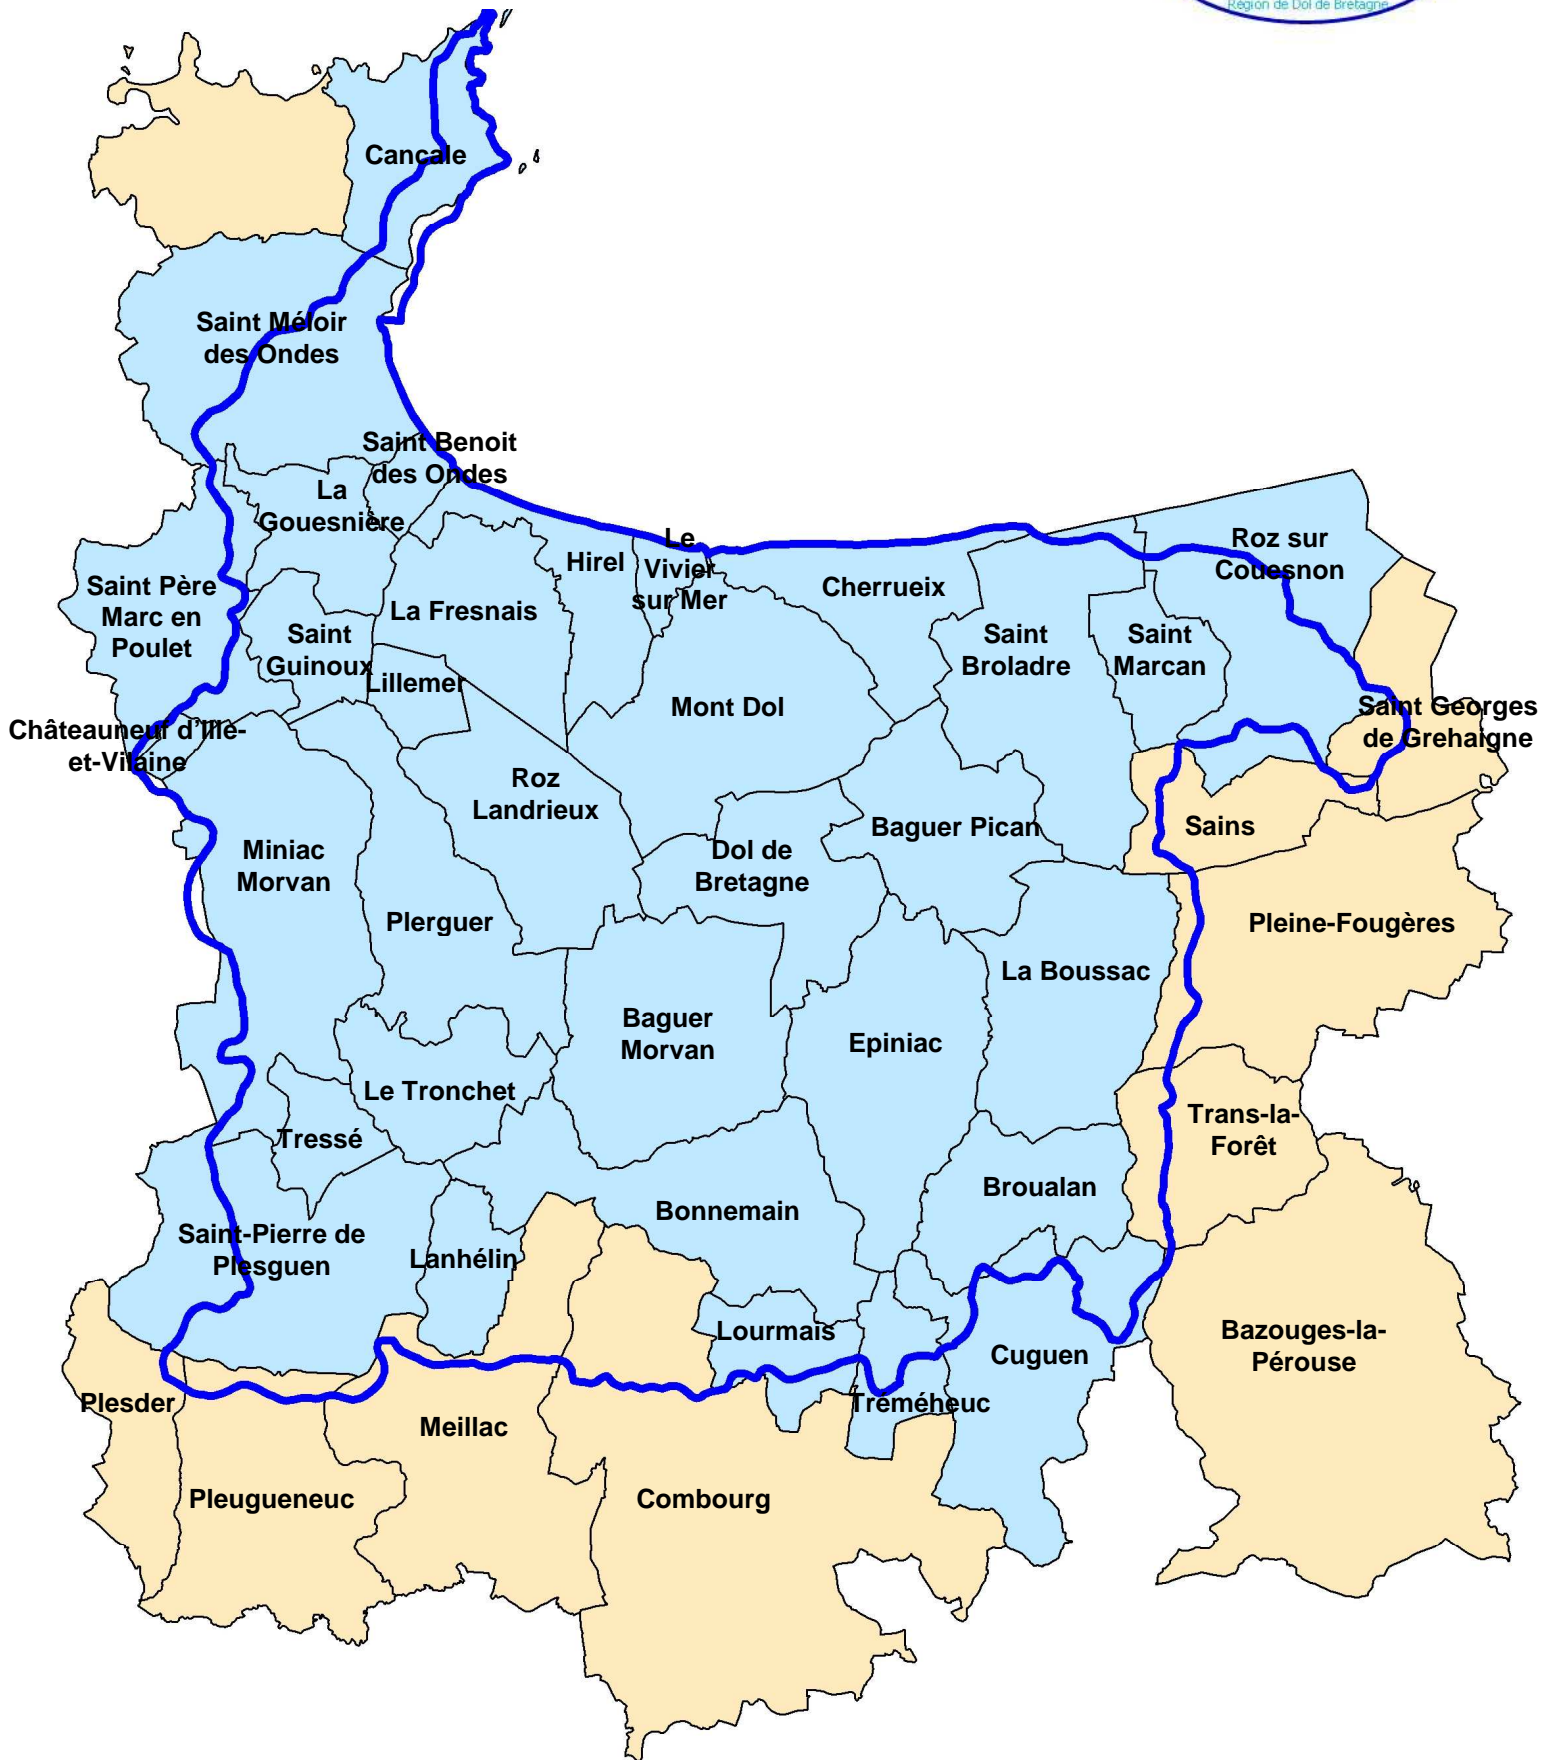 Région de Dol de Bretagne
Cancale
Saint Méloir
des Ondes
Saint Benoit
des Ondes
La
Gouesnière
Le
Vivier
sur Mer
Hirel
Roz sur
Couesnon
Cherrueix
Saint Père
Marc en
Poulet
La Fresnais
Saint
Guinoux
Saint
Broladre
Saint
Marcan
Lillemer
Mont Dol
Saint Georges
de Grehaigne
Châteauneuf d'Ille-
et-Vilaine
Roz
Landrieux
Baguer Pican
Sains
Miniac
Morvan
Dol de
Bretagne
Plerguer
Pleine-Fougères
La Boussac
Baguer
Morvan
Epiniac
Le Tronchet
Trans-la-
Forêt
Tressé
Broualan
Bonnemain
Saint-Pierre de
Plesguen
Lanhélin
Lourmais
Cuguen
Bazouges-la-
Pérouse
Plesder
Tréméheuc
Meillac
Pleugueneuc
Combourg